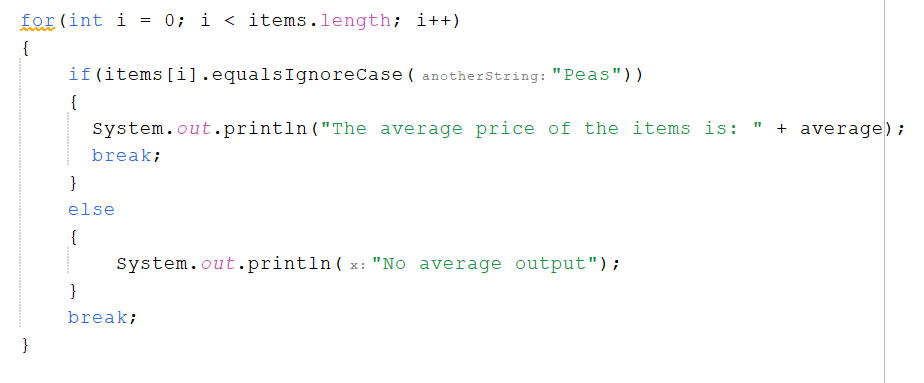 for(int i = 0; i < items.length; i++)
{
if(items[i].equalsIgnoreCase( anotherString: "Peas"))
{
System.out.println("The average price of the items is: " + average);
break;
}
else
{
System.out.println( x: "No average output");
}
break;
}